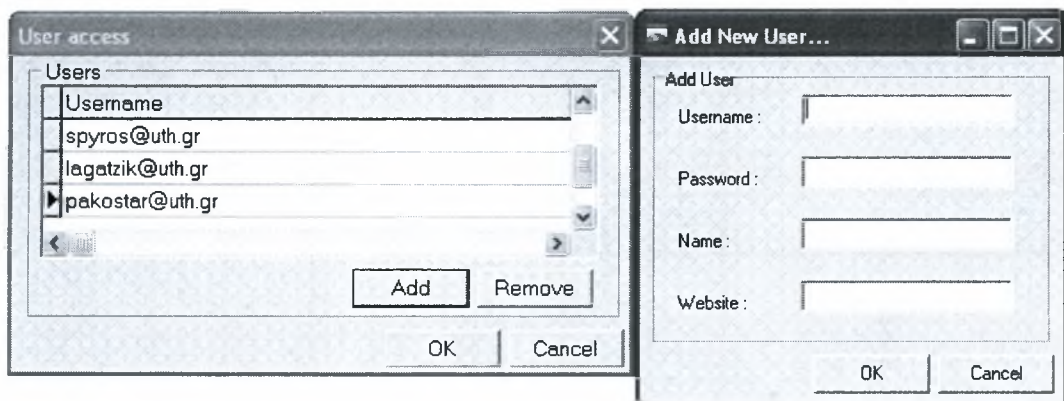 User access
Users
Username
spyros@uth.gr
lagatzik@uth.gr
pakostar@uth.gr
Add Remove
OK Cancel
Add New User...
Add User
Username :
Password :
Name :
Website :
OK Cancel